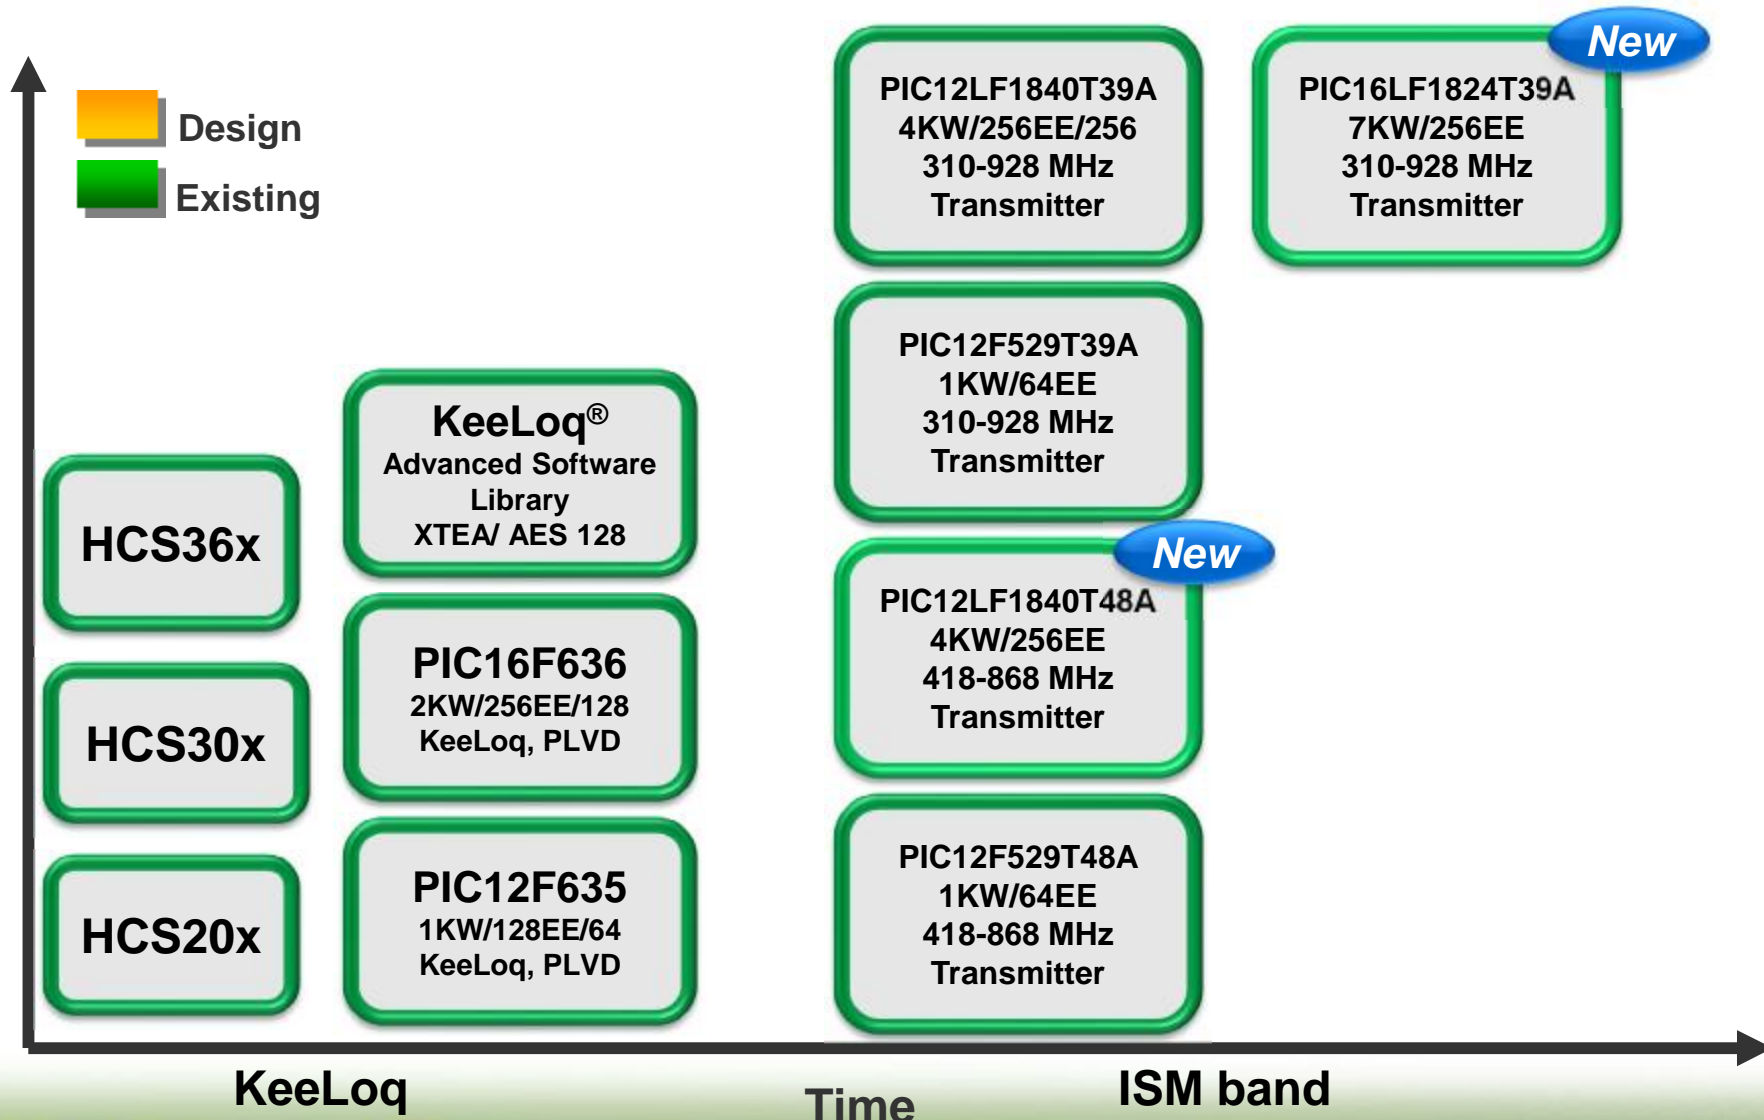 Design
Existing
HCS36x
HCS30x
HCS20x
KeeLoq®
Advanced Software
Library
XTEA/ AES 128
PIC16F636
2KW/256EE/128
KeeLoq, PLVD
PIC12F635
1KW/128EE/64
KeeLoq, PLVD
PIC12LF1840T39A
4KW/256EE/256
310-928 MHz
Transmitter
PIC12F529T39A
1KW/64EE
310-928 MHz
Transmitter
New
PIC12LF1840T48A
4KW/256EE
418-868 MHz
Transmitter
PIC12F529T48A
1KW/64EE
418-868 MHz
Transmitter
New
PIC16LF1824T39A
7KW/256EE
310-928 MHz
Transmitter
KeeLoq
Time
ISM band